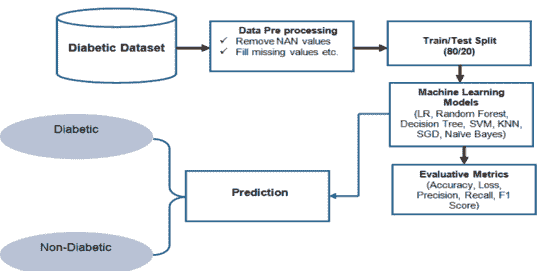 Diabetic Dataset
Data Pre processing
✓ Remove NAN values
✓ Fill missing values etc.
Train/Test Split
(80/20)
Machine Learning
Models
(LR, Random Forest,
Decision Tree, SVM, KNN,
SGD, Naïve Bayes)
Evaluative Metrics
(Accuracy, Loss,
Precision, Recall, F1
Score)
Prediction
Diabetic
Non-Diabetic